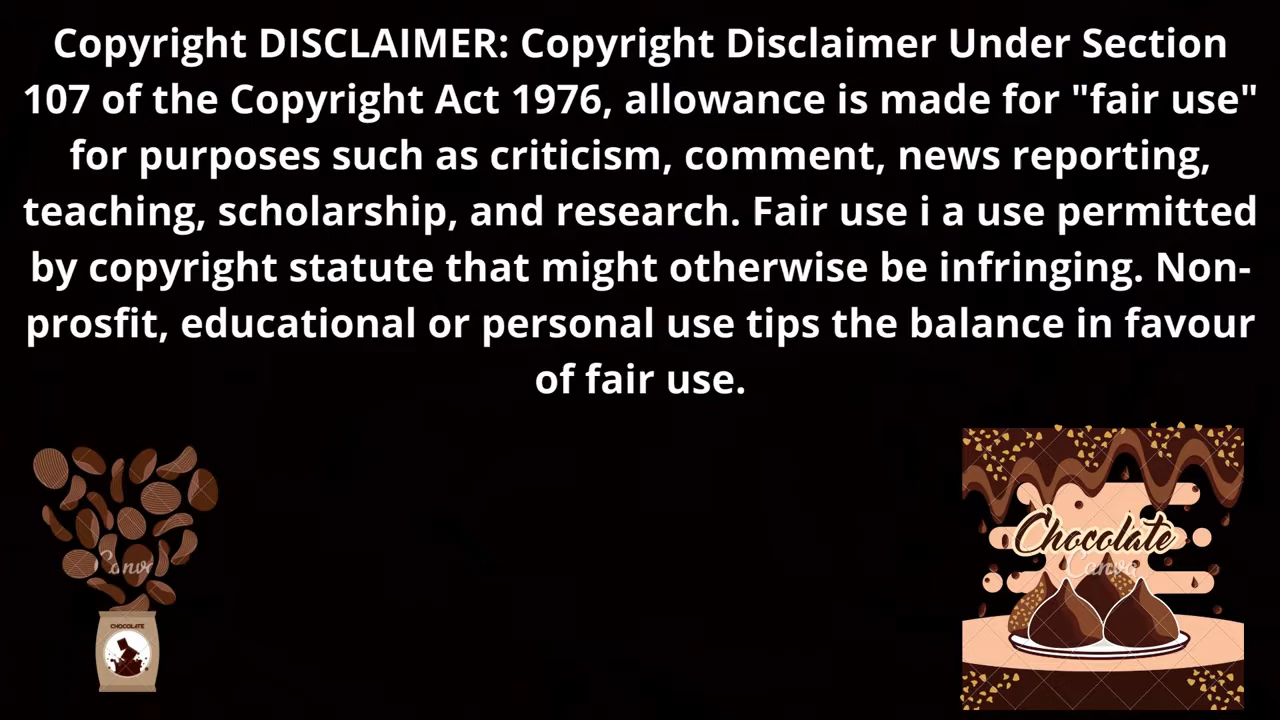 Copyright DISCLAIMER: Copyright Disclaimer Under Section
107 of the Copyright Act 1976, allowance is made for "fair use"
for purposes such as criticism, comment, news reporting,
teaching, scholarship, and research. Fair use i a use permitted
by copyright statute that might otherwise be infringing. Non-
prosfit, educational or personal use tips the balance in favour
of fair use.
Chocolate
Canva
Canva
CHOCOLATE